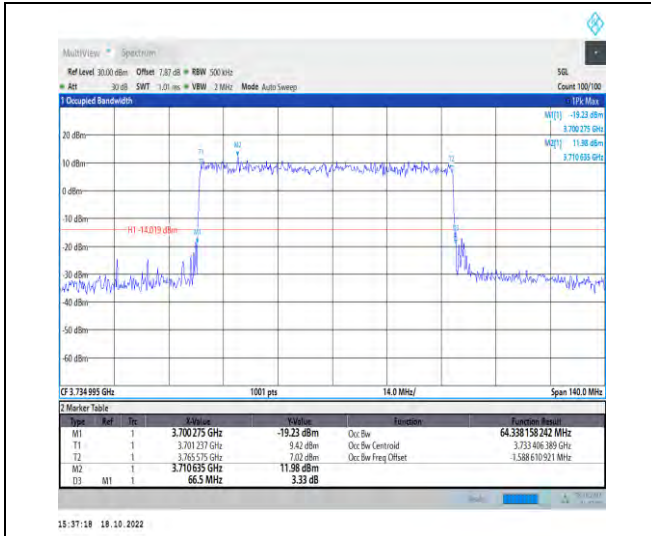 MultiView Spectrum
Ref Level 30.00 dBm Offset 7.87 dB RBW 500 kHz SGL
Att 30 dB SWT 1.01 ms VBW 2 MHz Mode Auto Sweep Count 100/100
1 Occupied Bandwidth 1Pk Max
M1[1] -19.23 dBm
3.700 275 GHz
M2[1] 11.98 dBm
3.710 635 GHz
20 dBm
M2
T1
T2
10 dBm
0 dBm
-10 dBm
H1 -14.019 dBm
-30 dBm
-40 dBm
-50 dBm
-60 dBm
CF 3.734 995 GHz 1001 pts 14.0 MHz/ Span 140.0 MHz
2 Marker Table
Type Ref Trc X-Value Y-Value Function Function Result
M1 1 3.700 275 GHz -19.23 dBm Occ Bw 64.338 158 242 MHz
T1 1 3.701 237 GHz 9.42 dBm Occ Bw Centroid 3.733 406 389 GHz
T2 1 3.765 575 GHz 7.02 dBm Occ Bw Freq Offset -1.588 610 921 MHz
M2 1 3.710 635 GHz 11.98 dBm
D3 M1 1 66.5 MHz 3.33 dB
15:37:18 18.10.2022